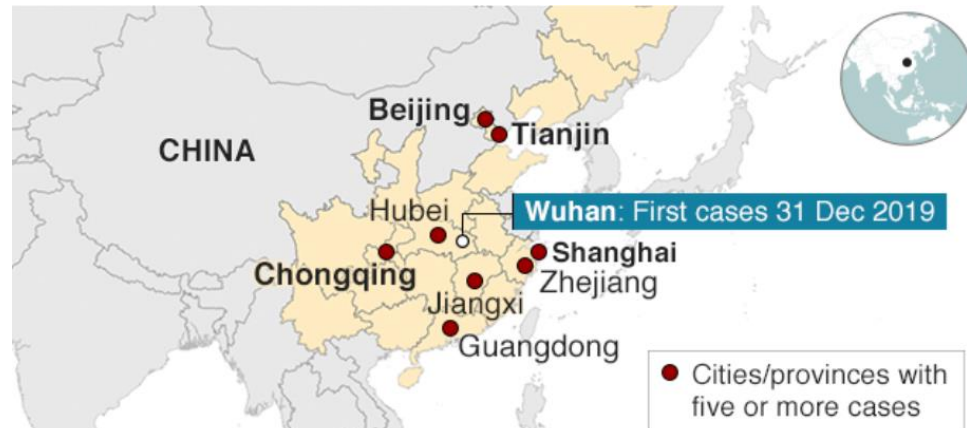 Beijing
Tianjin
CHINA
Hubei
Wuhan: First cases 31 Dec 2019
Shanghai
Chongqing
Zhejiang
Jiangxi
Guangdong
Cities/provinces with
five or more cases